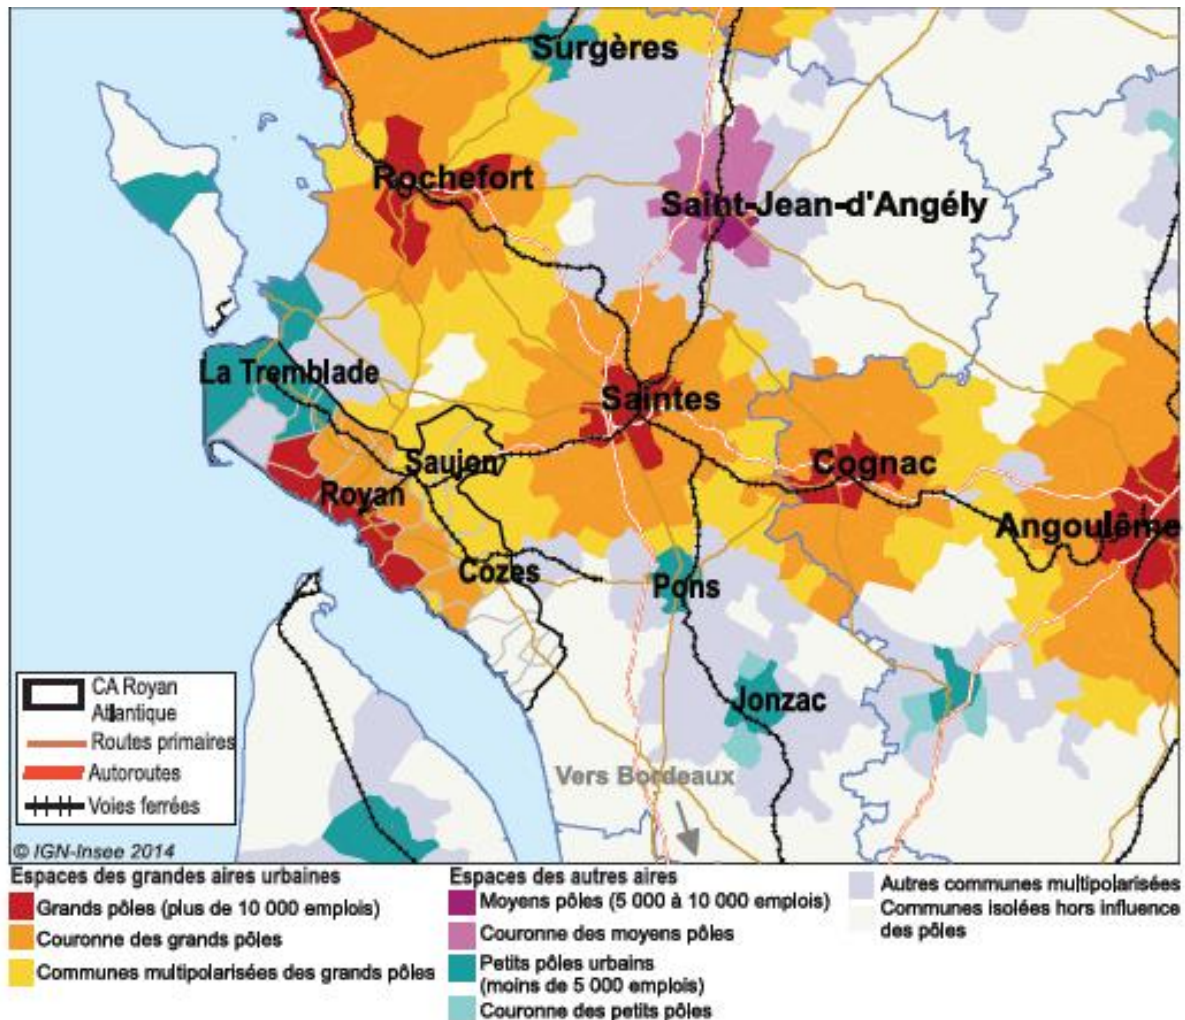 Surgères
Rochefort
Saint-Jean-d'Angély
La Tremblade
Saintes
Saujon
Cognac
Royan
Angoulême
Cozes
Pons
Jonzac
Vers Bordeaux
CA Royan
Atlantique
Routes primaires
Autoroutes
Voies ferrées
© IGN-Insee 2014
Espaces des grandes aires urbaines
Grands pôles (plus de 10 000 emplois)
Couronne des grands pôles
Communes multipolarisées des grands pôles
Espaces des autres aires
Moyens pôles (5 000 à 10 000 emplois)
Couronne des moyens pôles
Petits pôles urbains
(moins de 5 000 emplois)
Couronne des petits pôles
Autres communes multipolarisées
Communes isolées hors influence
des pôles